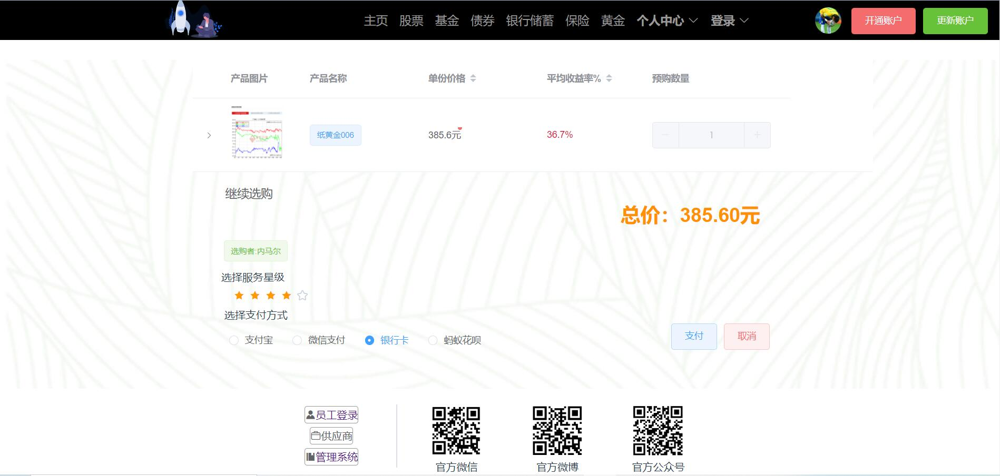 主页 股票 基金 债券 银行储蓄 保险 黄金 个人中心 登录 开通账户 更新账户
产品图片 产品名称 单份价格 平均收益率% 预购数量
纸黄金006 385.6元 36.7% 1
继续选购
总价：385.60元
选购者:内马尔
选择服务星级
选择支付方式
支付宝 微信支付 银行卡 蚂蚁花呗 支付 取消
员工登录
供应商
管理系统
官方微信 官方微博 官方公众号